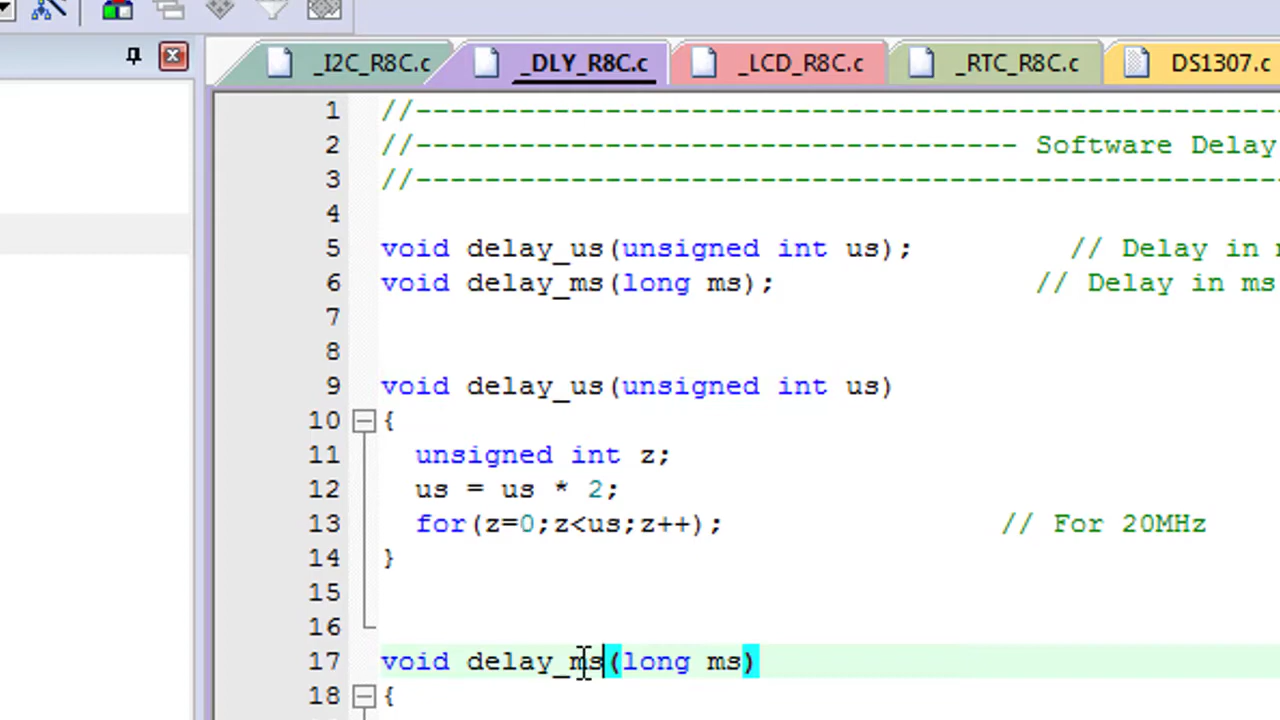 _I2C_R8C.c _DLY_R8C.c _LCD_R8C.c _RTC_R8C.c DS1307.c
1 //---------------------------------------------------
2 //----------------------------------- Software Delay
3 //---------------------------------------------------
4
5 void delay_us(unsigned int us); // Delay in
6 void delay_ms(long ms); // Delay in ms
7
8
9 void delay_us(unsigned int us)
10 {
11 unsigned int z;
12 us = us * 2;
13 for(z=0;z<us;z++); // For 20MHz
14 }
15
16
17 void delay_ms(long ms)
18 {